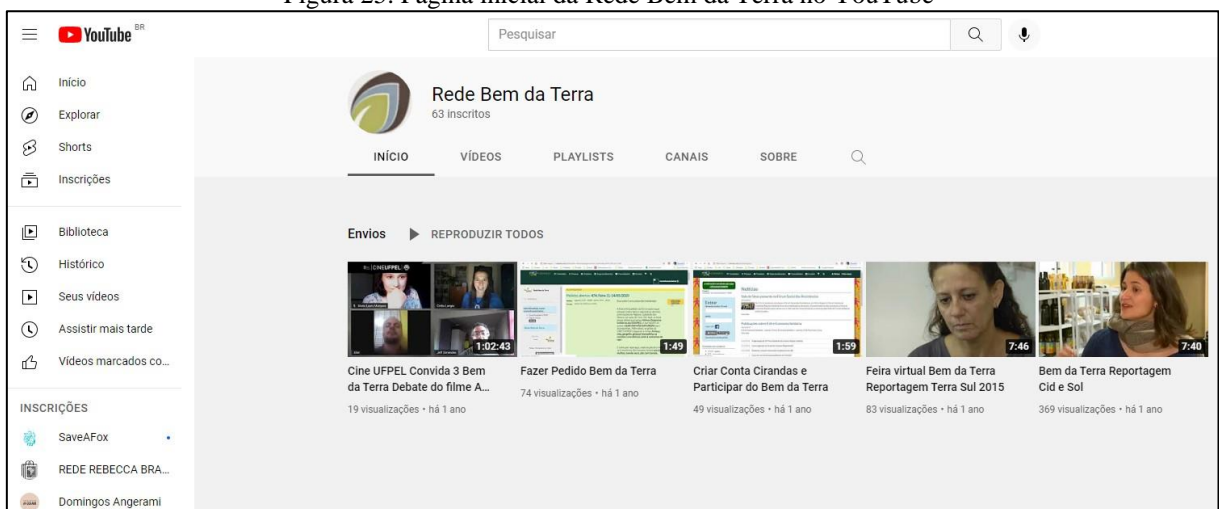 Figura 25: Página inicial da Rede Bem da Terra no YouTube
YouTube BR
Pesquisar
Início
Explorar
Shorts
Inscrições
Biblioteca
Histórico
Seus vídeos
Assistir mais tarde
Vídeos marcados co...
INSCRIÇÕES
SaveAFox
REDE REBECCA BRA...
Domingos Angerami
Rede Bem da Terra
63 inscritos
INÍCIO VÍDEOS PLAYLISTS CANAIS SOBRE
Envios REPRODUZIR TODOS
1:02:43
1:49
1:59
7:46
7:40
Cine UFPEL Convida 3 Bem
da Terra Debate do filme A...
19 visualizações • há 1 ano
Fazer Pedido Bem da Terra
74 visualizações • há 1 ano
Criar Conta Cirandas e
Participar do Bem da Terra
49 visualizações • há 1 ano
Feira virtual Bem da Terra
Reportagem Terra Sul 2015
83 visualizações • há 1 ano
Bem da Terra Reportagem
Cid e Sol
369 visualizações • há 1 ano